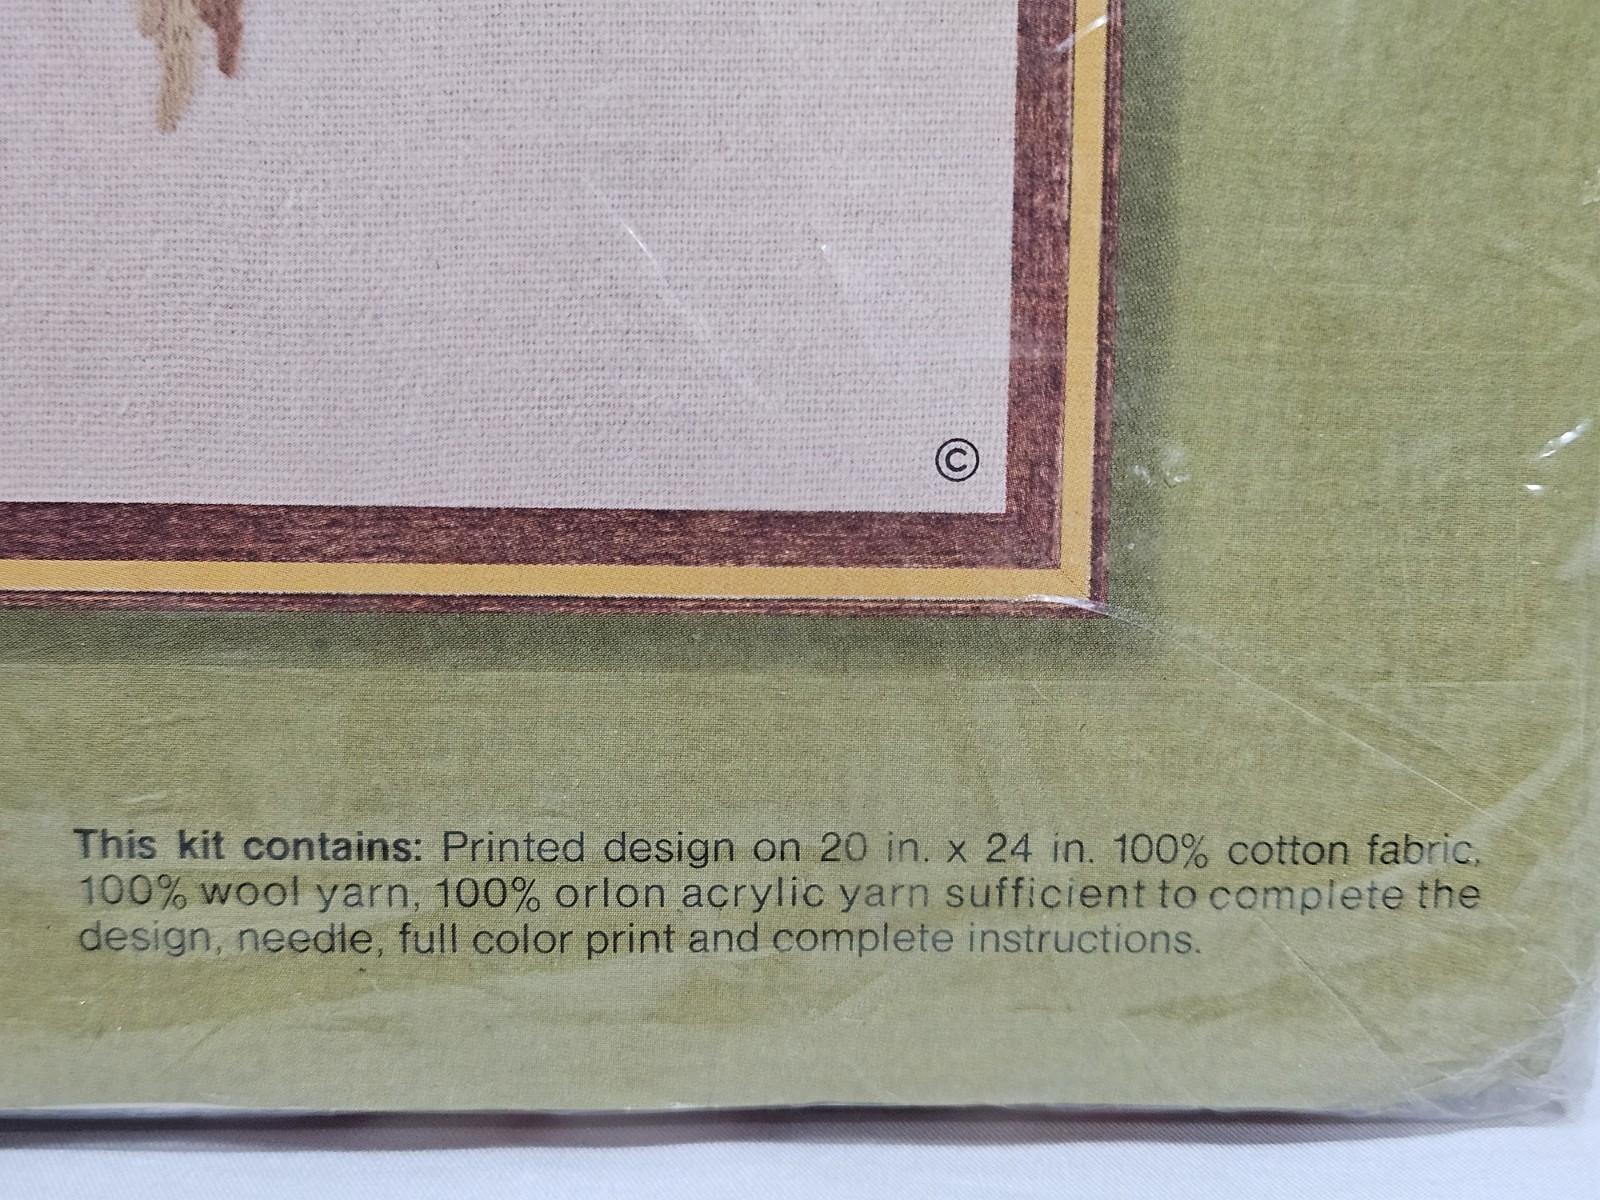 ©
This kit contains: Printed design on 20 in. x 24 in. 100% cotton fabric,
100% wool yarn, 100% orlon acrylic yarn sufficient to complete the
design, needle, full color print and complete instructions.